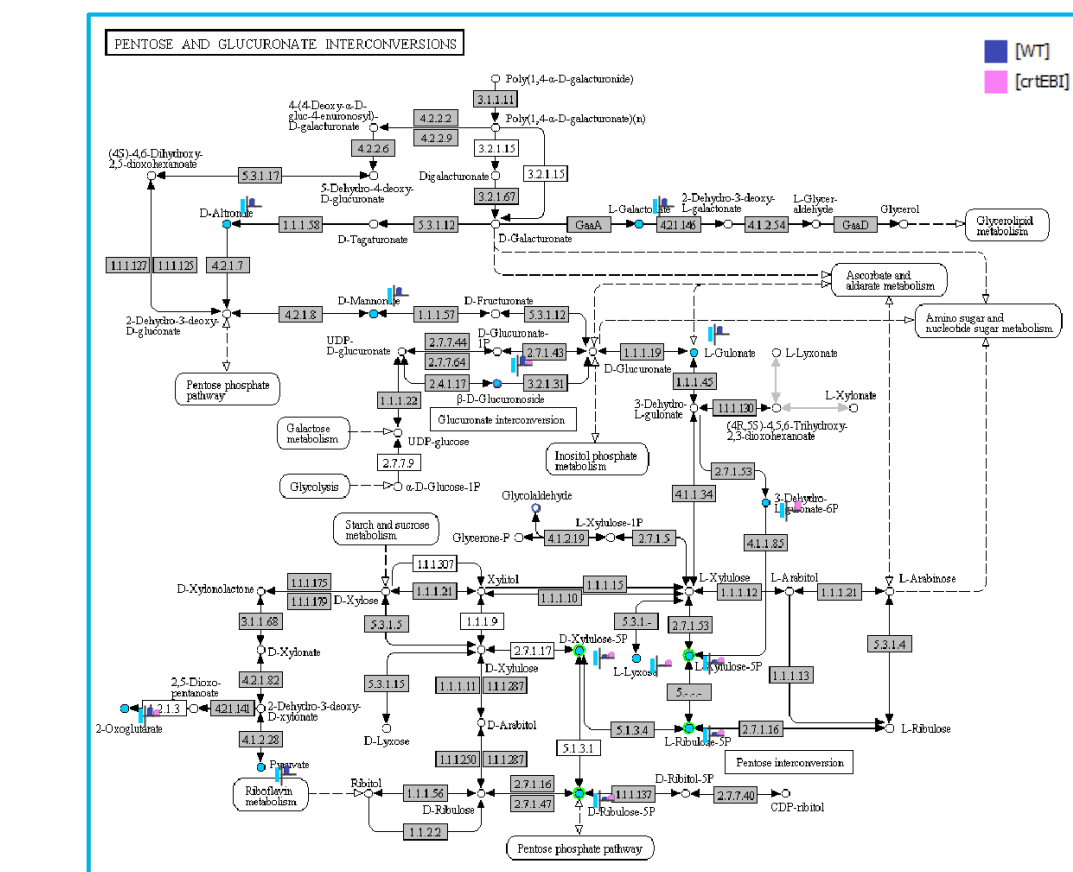 PENTOSE AND GLUCURONATE INTERCONVERSIONS
[WT]
[crtEBI]
Poly(1,4-α-D-galacturonide)
3.1.1.11
4-(4-Deoxy-α-D-
gluc-4-enuronosyl)-
D-galacturonate
4.2.2.2
4.2.2.9
Poly(1,4-α-D-galacturonate)(n)
(4S)-4,6-Dihydroxy-
2,5-dioxohexanoate
4.2.2.6
3.2.1.15
3.2.1.15
5.3.1.17
5-Dehydro-4-deoxy-
D-glucuronate
Digalacturonate
3.2.1.67
D-Altronate
1.1.1.58
D-Tagaturonate
5.3.1.12
D-Galacturonate
GaaA
L-Galactonate
4.2.1.146
2-Dehydro-3-deoxy-
L-galactonate
4.1.2.54
L-Glycer-
aldehyde
GaaD
Glycerol
Glycerolipid
metabolism
1.1.1.127
1.1.1.125
4.2.1.7
Ascorbate and
aldarate metabolism
2-Dehydro-3-deoxy-
D-gluconate
4.2.1.8
D-Mannonate
1.1.1.57
D-Fructuronate
5.3.1.12
Amino sugar and
nucleotide sugar metabolism
UDP-
D-glucuronate
2.7.7.44
2.7.7.64
D-Glucuronate-
1P
2.7.1.43
D-Glucuronate
1.1.1.19
L-Gulonate
L-Lyxonate
Pentose phosphate
pathway
2.4.1.17
β-D-Glucuronoside
3.2.1.31
1.1.1.45
L-Xylonate
1.1.1.22
Glucuronate interconversion
3-Dehydro-
L-gulonate
1.1.1.130
(4R,5S)-4,5,6-Trihydroxy-
2,3-dioxohexanoate
Galactose
metabolism
UDP-glucose
2.7.7.9
Inositol phosphate
metabolism
2.7.1.53
Glycolysis
α-D-Glucose-1P
4.1.1.34
3-Dehydro-
L-gulonate-6P
Glycolaldehyde
Starch and sucrose
metabolism
Glycerone-P
4.1.2.19
L-Xylulose-1P
2.7.1.5
4.1.1.85
1.1.1.307
D-Xylonolactone
1.1.1.175
1.1.1.179
D-Xylose
1.1.1.21
Xylitol
1.1.1.15
1.1.1.10
L-Xylulose
1.1.1.12
L-Arabitol
1.1.1.21
L-Arabinose
3.1.1.68
5.3.1.5
1.1.1.9
5.3.1.-
2.7.1.53
D-Xylonate
D-Xylulose
2.7.1.17
D-Xylulose-5P
L-Lyxose
L-Xylulose-5P
5.3.1.4
4.2.1.82
5.3.1.15
1.1.1.11
1.1.1.287
5.-.-.-
1.1.1.13
2,5-Dioxo-
pentanoate
1.2.1.3
4.2.1.141
2-Dehydro-3-deoxy-
D-xylonate
2-Oxoglutarate
D-Lyxose
D-Arabitol
5.1.3.4
L-Ribulose-5P
2.7.1.16
L-Ribulose
4.1.2.28
1.1.1.250
1.1.1.287
5.1.3.1
Pentose interconversion
Pyruvate
Riboflavin
metabolism
Ribitol
1.1.1.56
D-Ribulose
2.7.1.16
2.7.1.47
D-Ribulose-5P
1.1.1.137
D-Ribitol-5P
2.7.7.40
CDP-ribitol
1.1.2.2
Pentose phosphate pathway